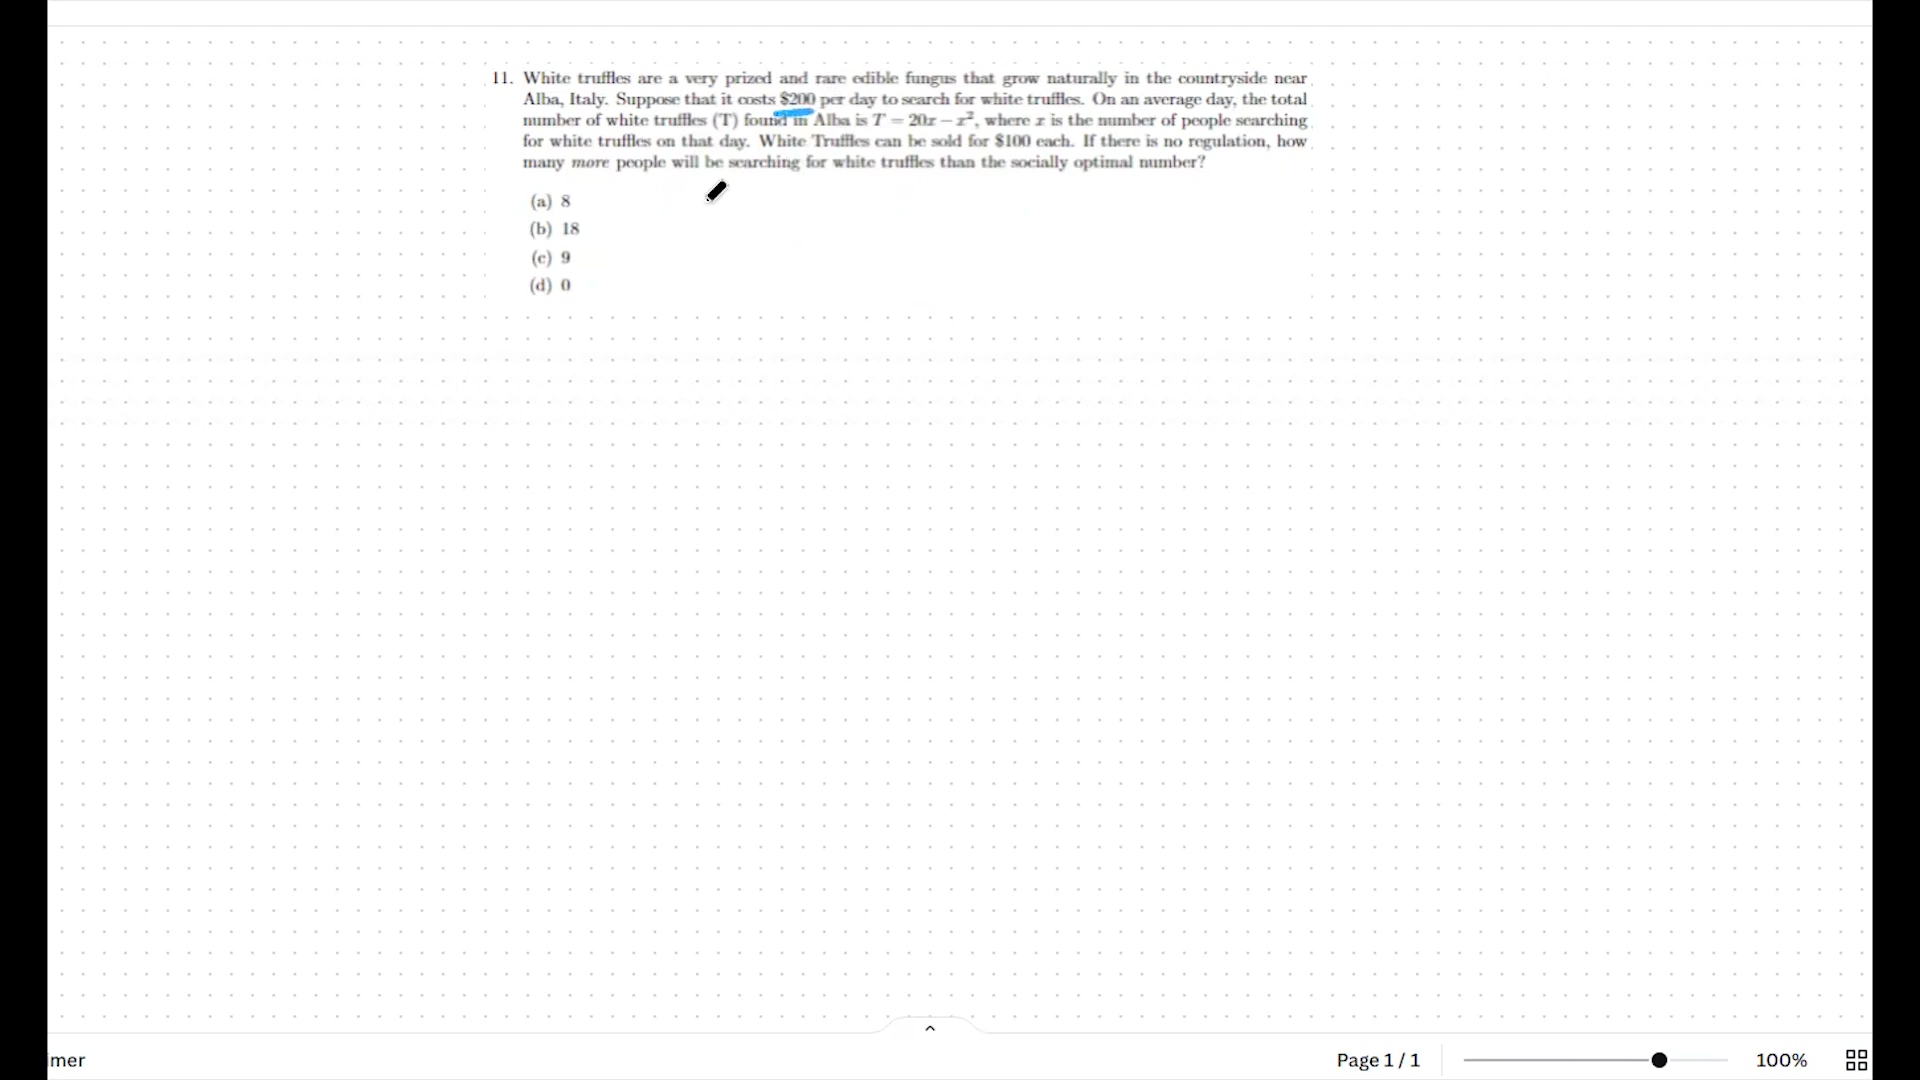 11. White truffles are a very prized and rare edible fungus that grow naturally in the countryside near
Alba, Italy. Suppose that it costs $200 per day to search for white truffles. On an average day, the total
number of white truffles (T) found in Alba is T = 20x − x², where x is the number of people searching
for white truffles on that day. White Truffles can be sold for $100 each. If there is no regulation, how
many more people will be searching for white truffles than the socially optimal number?
(a) 8
(b) 18
(c) 9
(d) 0
imer
Page 1 / 1
100%